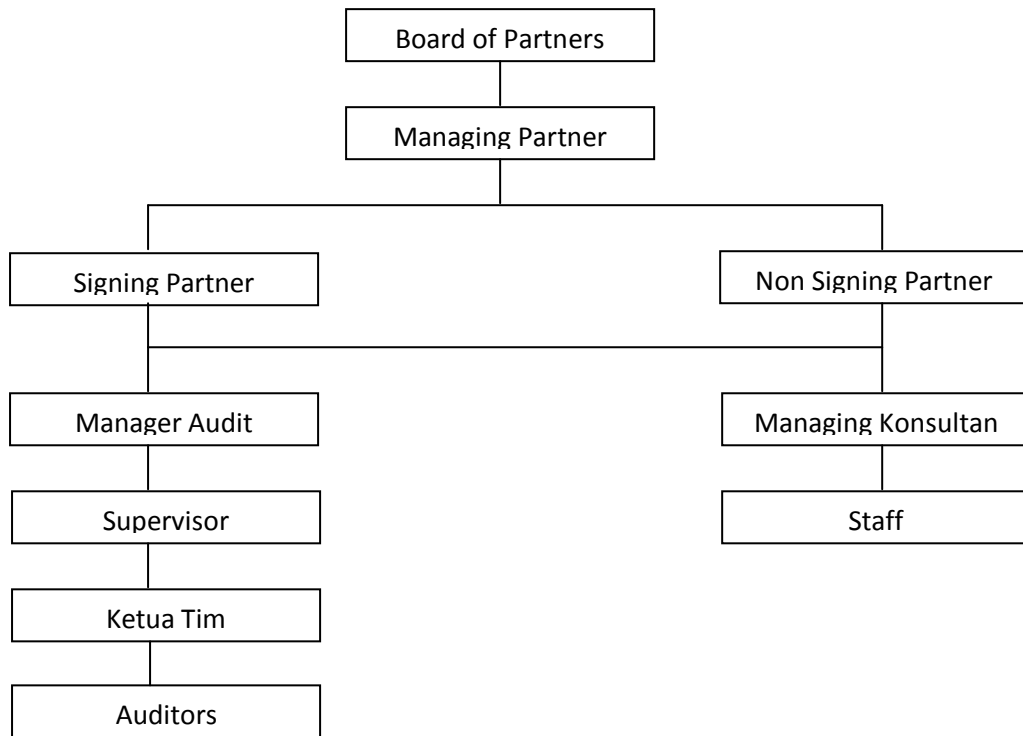 Board of Partners
Managing Partner
Signing Partner
Non Signing Partner
Manager Audit
Managing Konsultan
Supervisor
Staff
Ketua Tim
Auditors